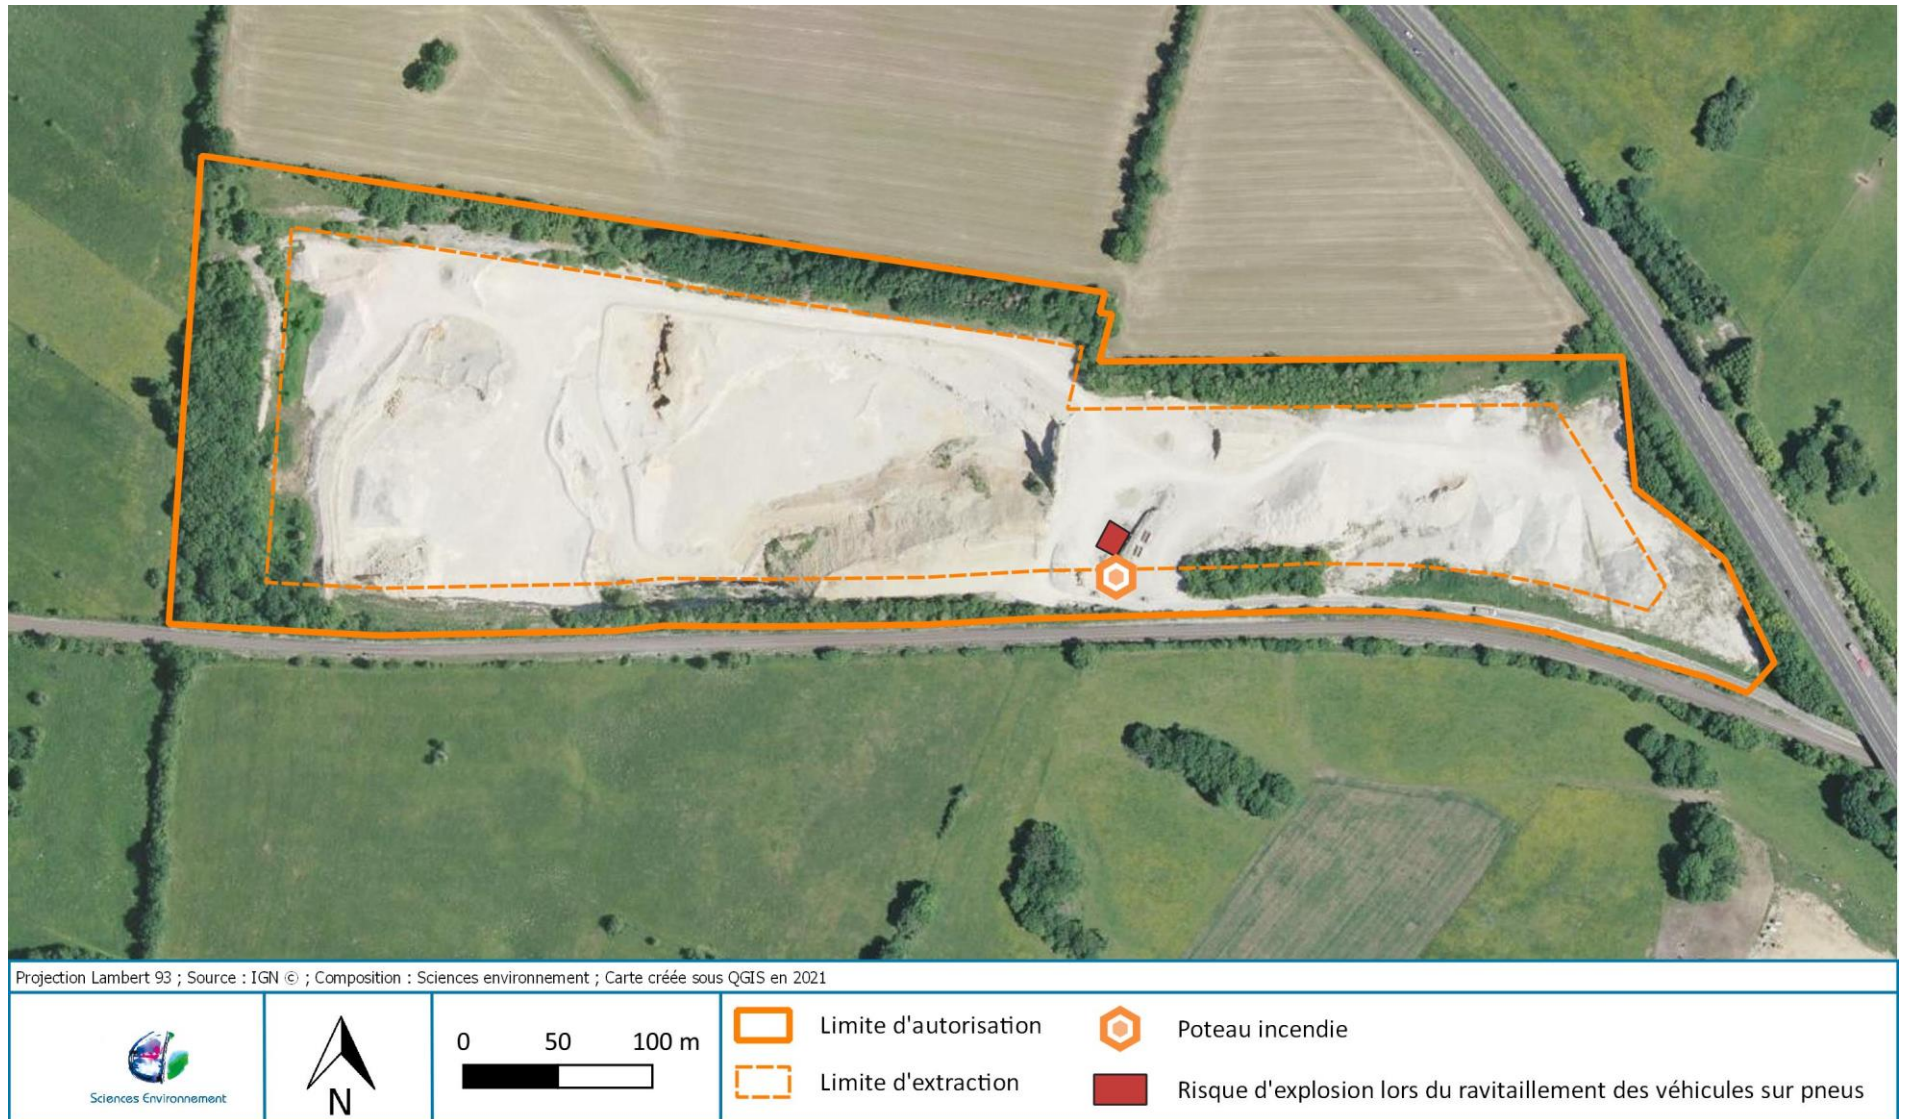 Projection Lambert 93 ; Source : IGN © ; Composition : Sciences environnement ; Carte créée sous QGIS en 2021
Sciences Environnement
N
0 50 100 m
Limite d'autorisation
Limite d'extraction
Poteau incendie
Risque d'explosion lors du ravitaillement des véhicules sur pneus